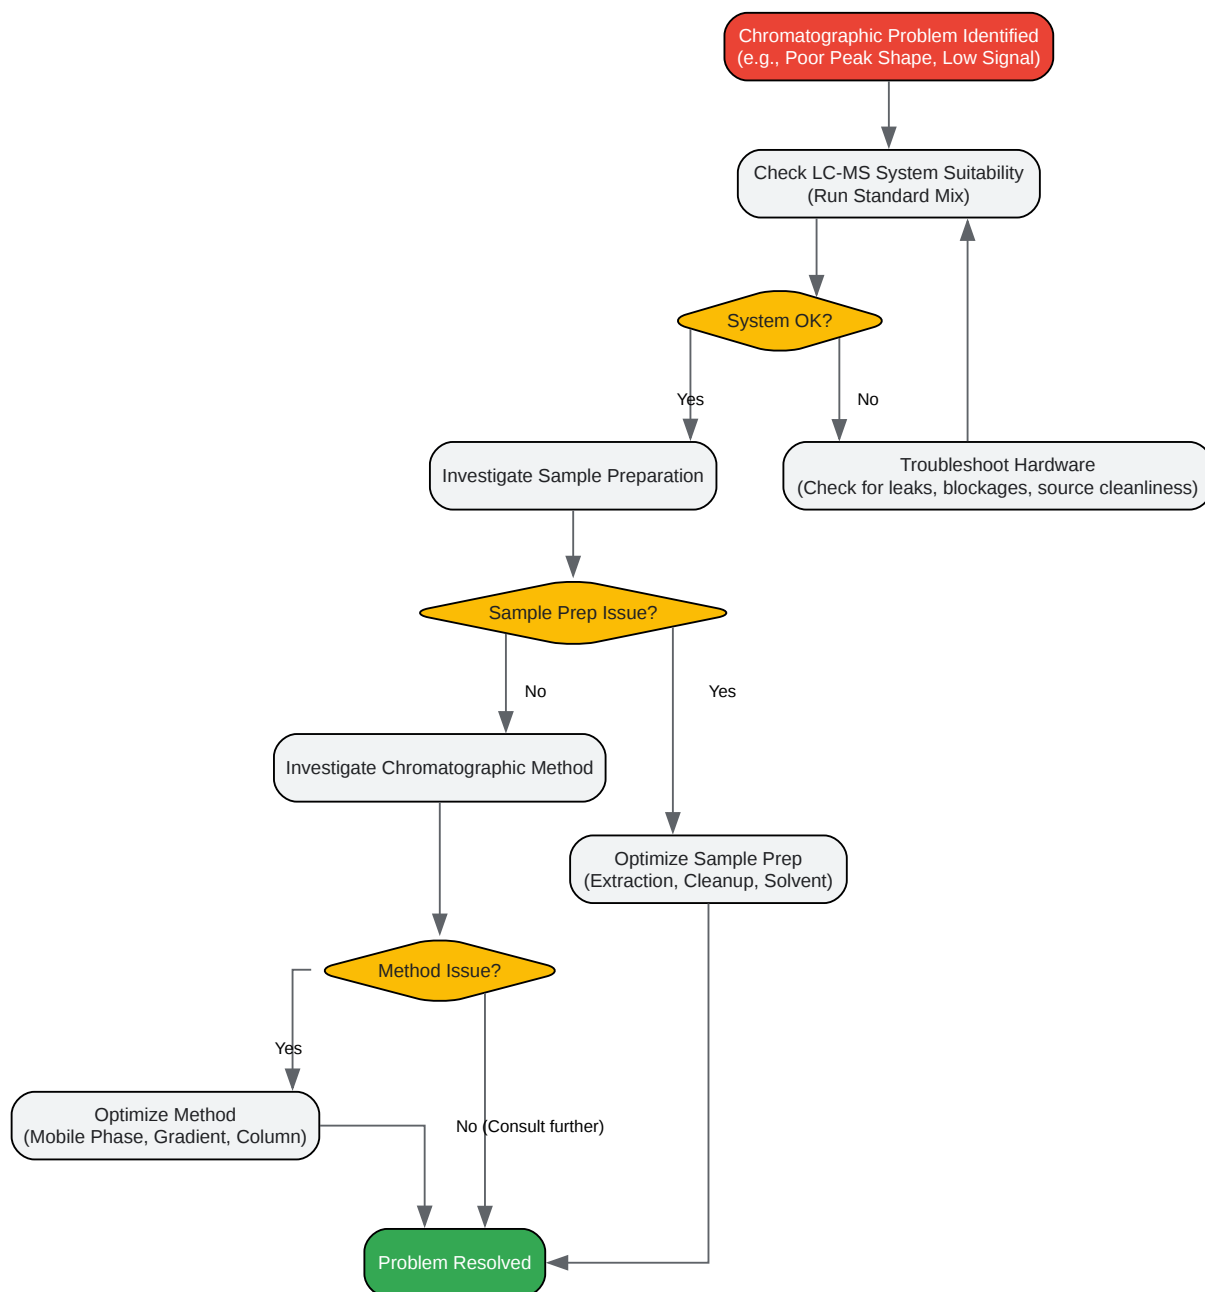 Chromatographic Problem Identified
(e.g., Poor Peak Shape, Low Signal)
Check LC-MS System Suitability
(Run Standard Mix)
System OK?
Yes
No
Investigate Sample Preparation
Troubleshoot Hardware
(Check for leaks, blockages, source cleanliness)
Sample Prep Issue?
No
Yes
Investigate Chromatographic Method
Optimize Sample Prep
(Extraction, Cleanup, Solvent)
Method Issue?
Yes
Optimize Method
(Mobile Phase, Gradient, Column)
No (Consult further)
Problem Resolved